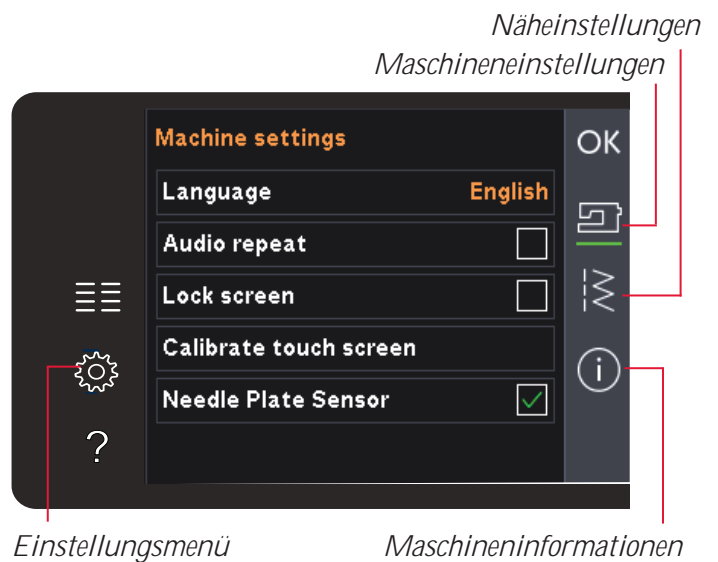 Näheinstellungen
Maschineneinstellungen
Machine settings
OK
Language English
Audio repeat
Lock screen
Calibrate touch screen
Needle Plate Sensor
i
?
Einstellungsmenü
Maschineninformationen